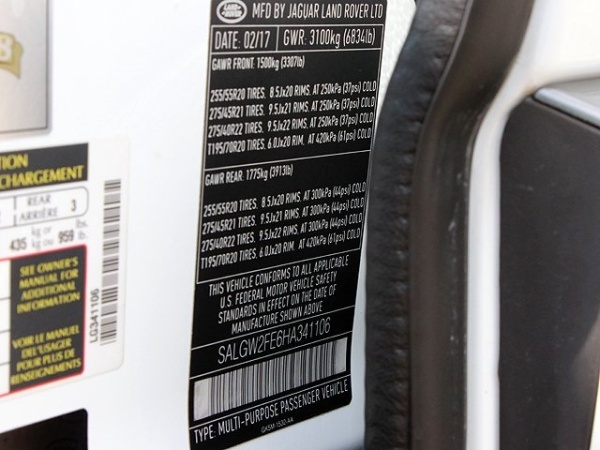 LAND ROVER MFD BY JAGUAR LAND ROVER LTD
DATE: 02/17 GWR: 3100kg (6834lb)
GAWR FRONT: 1500kg (3307lb)
255/55R20 TIRES. 8.5Jx20 RIMS. AT 250kPa (37psi) COLD
275/45R21 TIRES. 9.5Jx21 RIMS. AT 250kPa (37psi) COLD
275/40R22 TIRES. 9.5Jx22 RIMS. AT 250kPa (37psi) COLD
T195/70R20 TIRES. 6.0Jx20 RIM. AT 420kPa (61psi) COLD
GAWR REAR: 1775kg (3913lb)
255/55R20 TIRES. 8.5Jx20 RIMS. AT 300kPa (44psi) COLD
275/45R21 TIRES. 9.5Jx21 RIMS. AT 300kPa (44psi) COLD
275/40R22 TIRES. 9.5Jx22 RIMS. AT 300kPa (44psi) COLD
T195/70R20 TIRES. 6.0Jx20 RIM. AT 420kPa (61psi) COLD
THIS VEHICLE CONFORMS TO ALL APPLICABLE
U.S. FEDERAL MOTOR VEHICLE SAFETY
STANDARDS IN EFFECT ON THE DATE OF
MANUFACTURE SHOWN ABOVE
SALGW2FE6HA341106
TYPE: MULTI-PURPOSE PASSENGER VEHICLE
TION
CHARGEMENT
REAR
ARRIÈRE 3
435 kg or kg ou 959 lbs. lb.
SEE OWNER'S
MANUAL FOR
ADDITIONAL
INFORMATION
VOIR LE MANUEL
DE L'USAGER
POUR PLUS DE
RENSEIGNEMENTS
LG341106